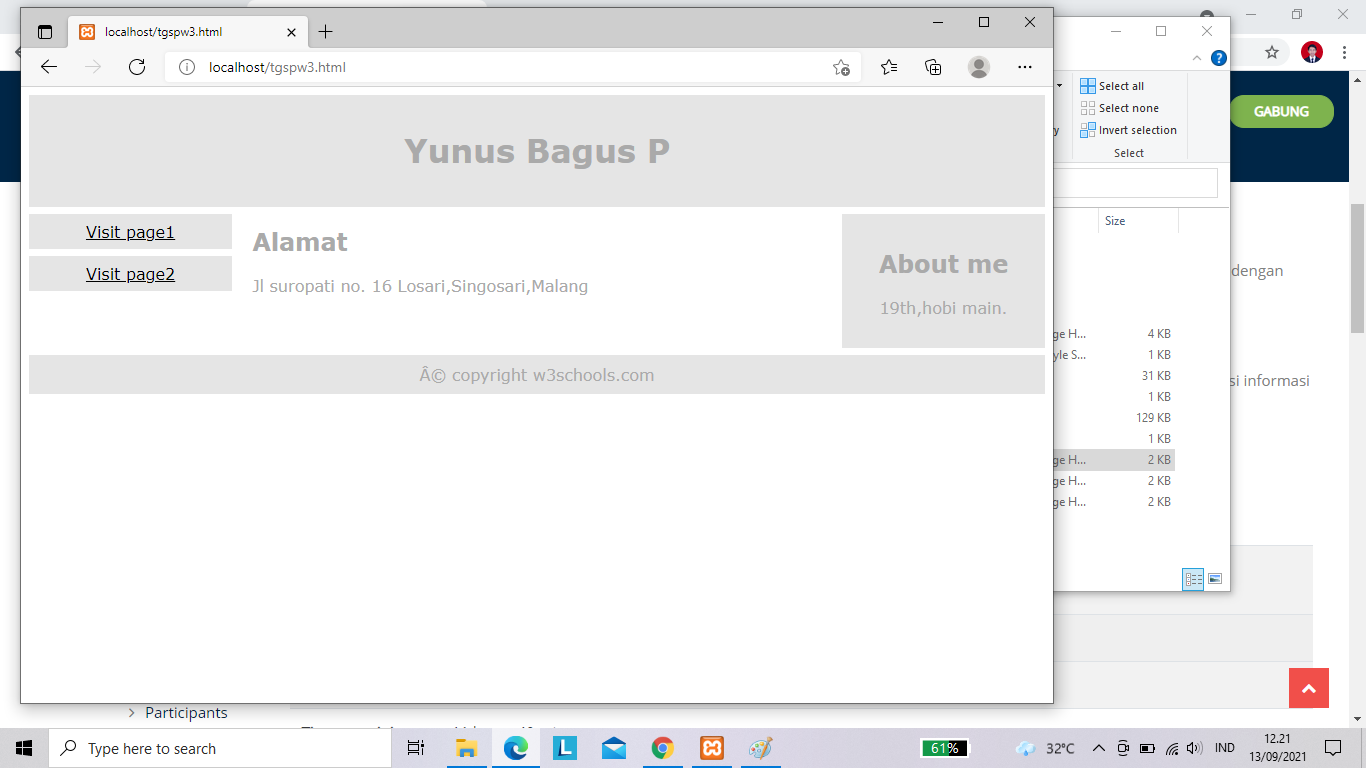 localhost/tgspw3.html
localhost/tgspw3.html
Yunus Bagus P
Visit page1
Visit page2
Alamat
Jl suropati no. 16 Losari,Singosari,Malang
About me
19th,hobi main.
Â© copyright w3schools.com
Select all
Select none
Invert selection
Select
GABUNG
Size
dengan
ge H... 4 KB
yle S... 1 KB
31 KB
si informasi
1 KB
129 KB
1 KB
ge H... 2 KB
ge H... 2 KB
ge H... 2 KB
Participants
Type here to search
61%
32°C
IND
12.21
13/09/2021